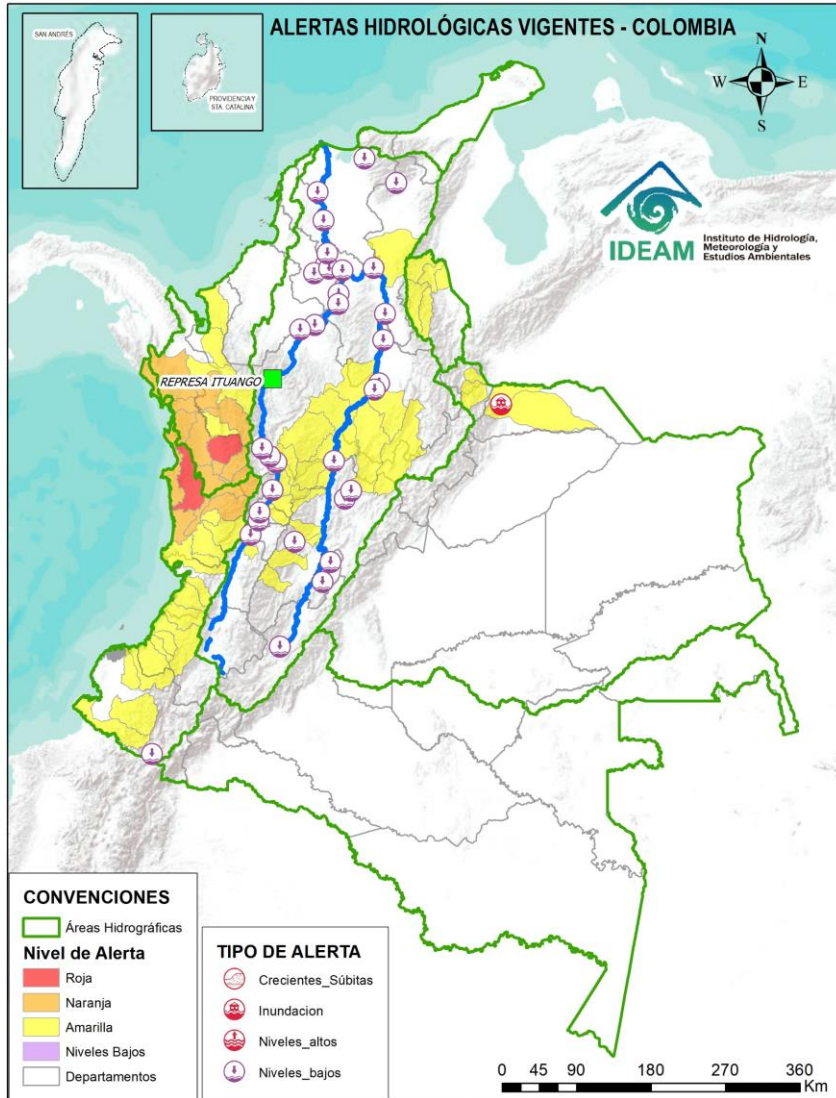 ALERTAS HIDROLÓGICAS VIGENTES - COLOMBIA
SAN ANDRÉS
PROVIDENCIA Y
STA. CATALINA
N
W
E
S
IDEAM
Instituto de Hidrología,
Meteorología y
Estudios Ambientales
REPRESA ITUANGO
CONVENCIONES
Áreas Hidrográficas
Nivel de Alerta
Roja
Naranja
Amarilla
Niveles Bajos
Departamentos
TIPO DE ALERTA
Crecientes_Súbitas
Inundacion
Niveles_altos
Niveles_bajos
0 45 90 180 270 360
Km